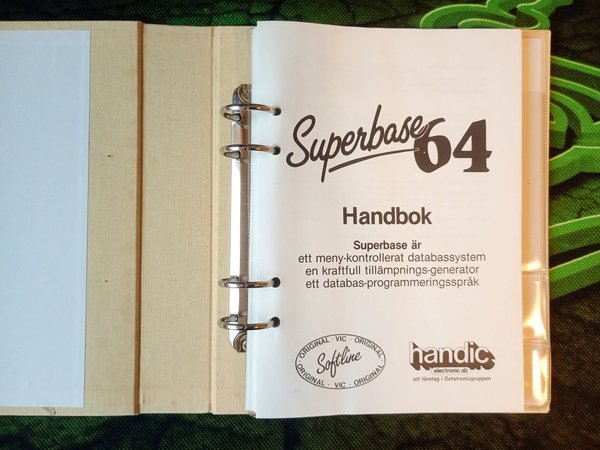 Superbase 64
Handbok
Superbase är
ett meny-kontrollerat databassystem
en kraftfull tillämpnings-generator
ett databas-programmeringsspråk
ORIGINAL · VIC · ORIGINAL
Softline
ORIGINAL · VIC · ORIGINAL
handic
electronic ab
ett företag i Datatronicgruppen